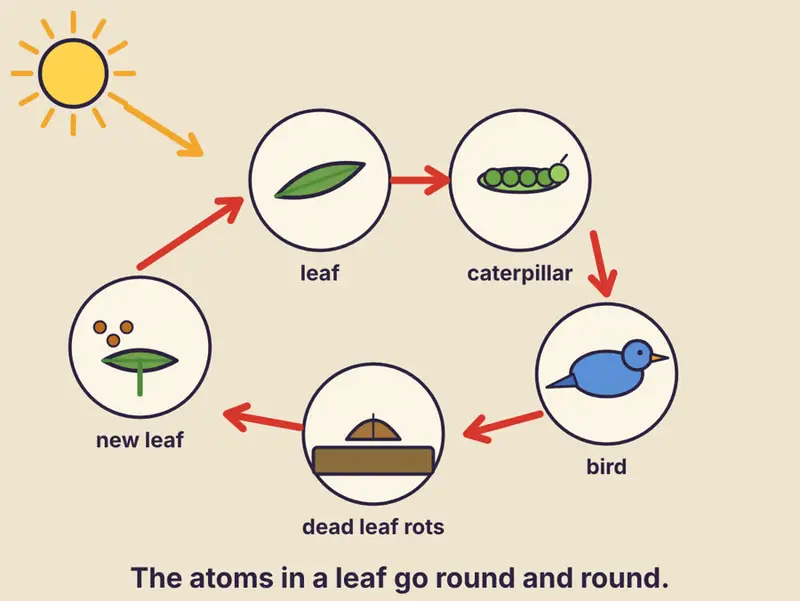 leaf
caterpillar
new leaf
bird
dead leaf rots
The atoms in a leaf go round and round.